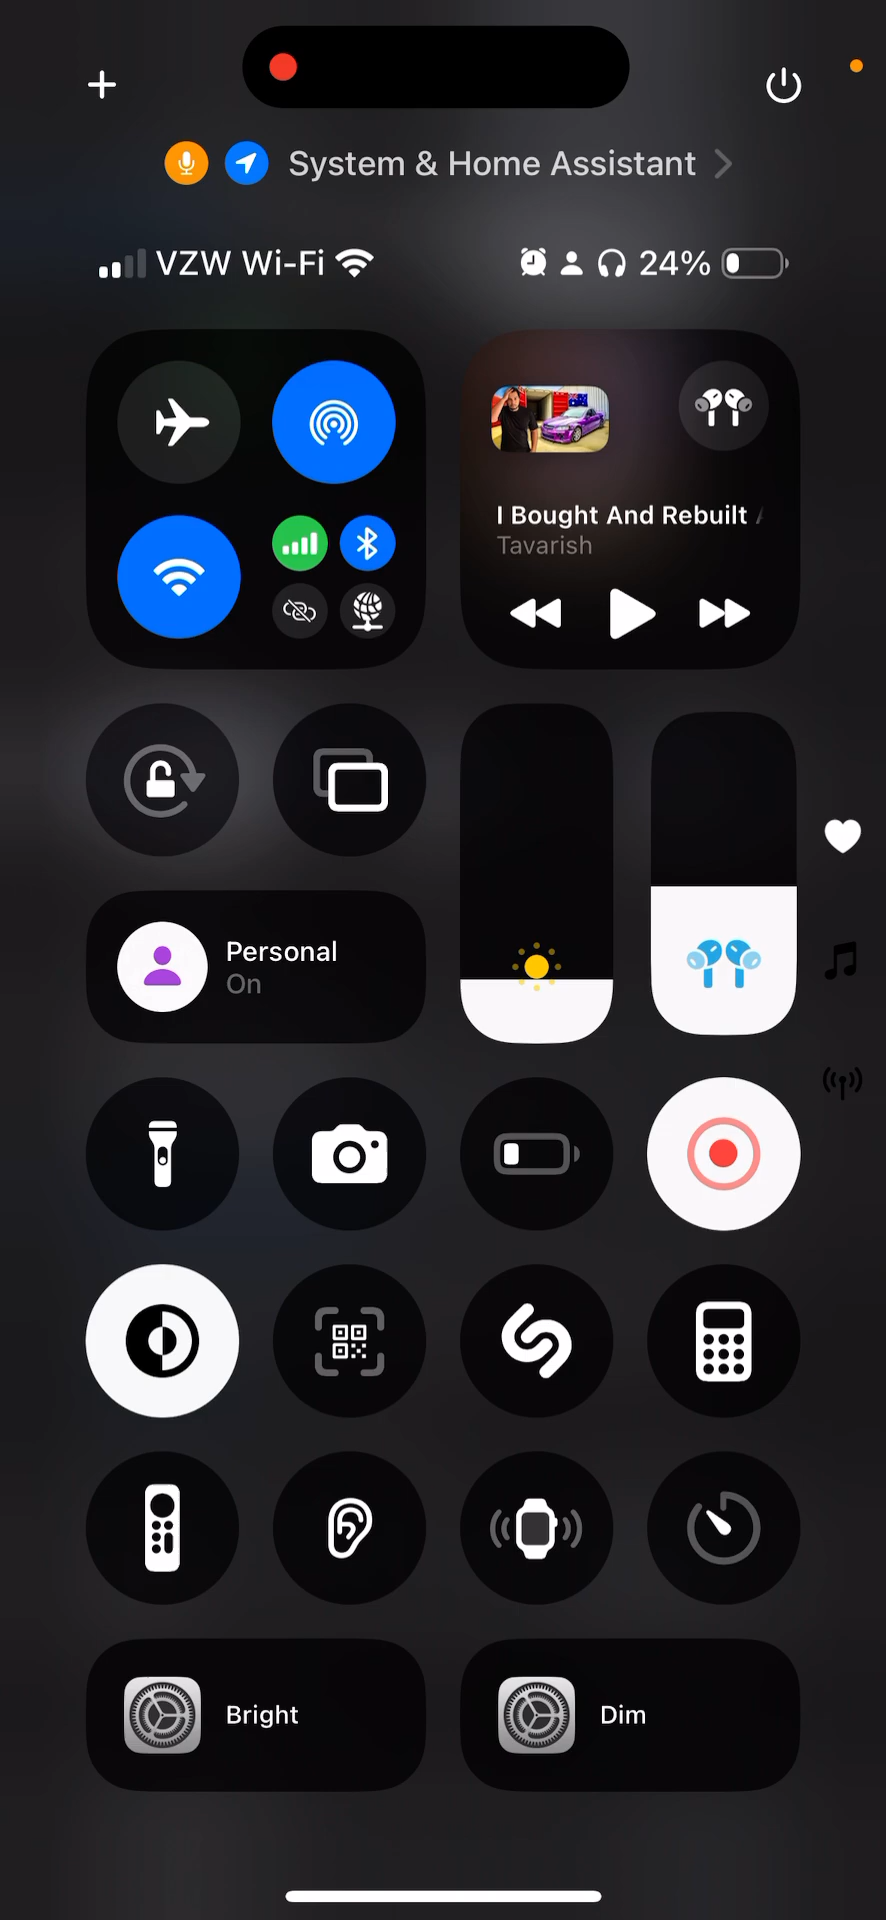 System & Home Assistant
VZW Wi-Fi 24%
I Bought And Rebuilt
Tavarish
Personal
On
Bright
Dim